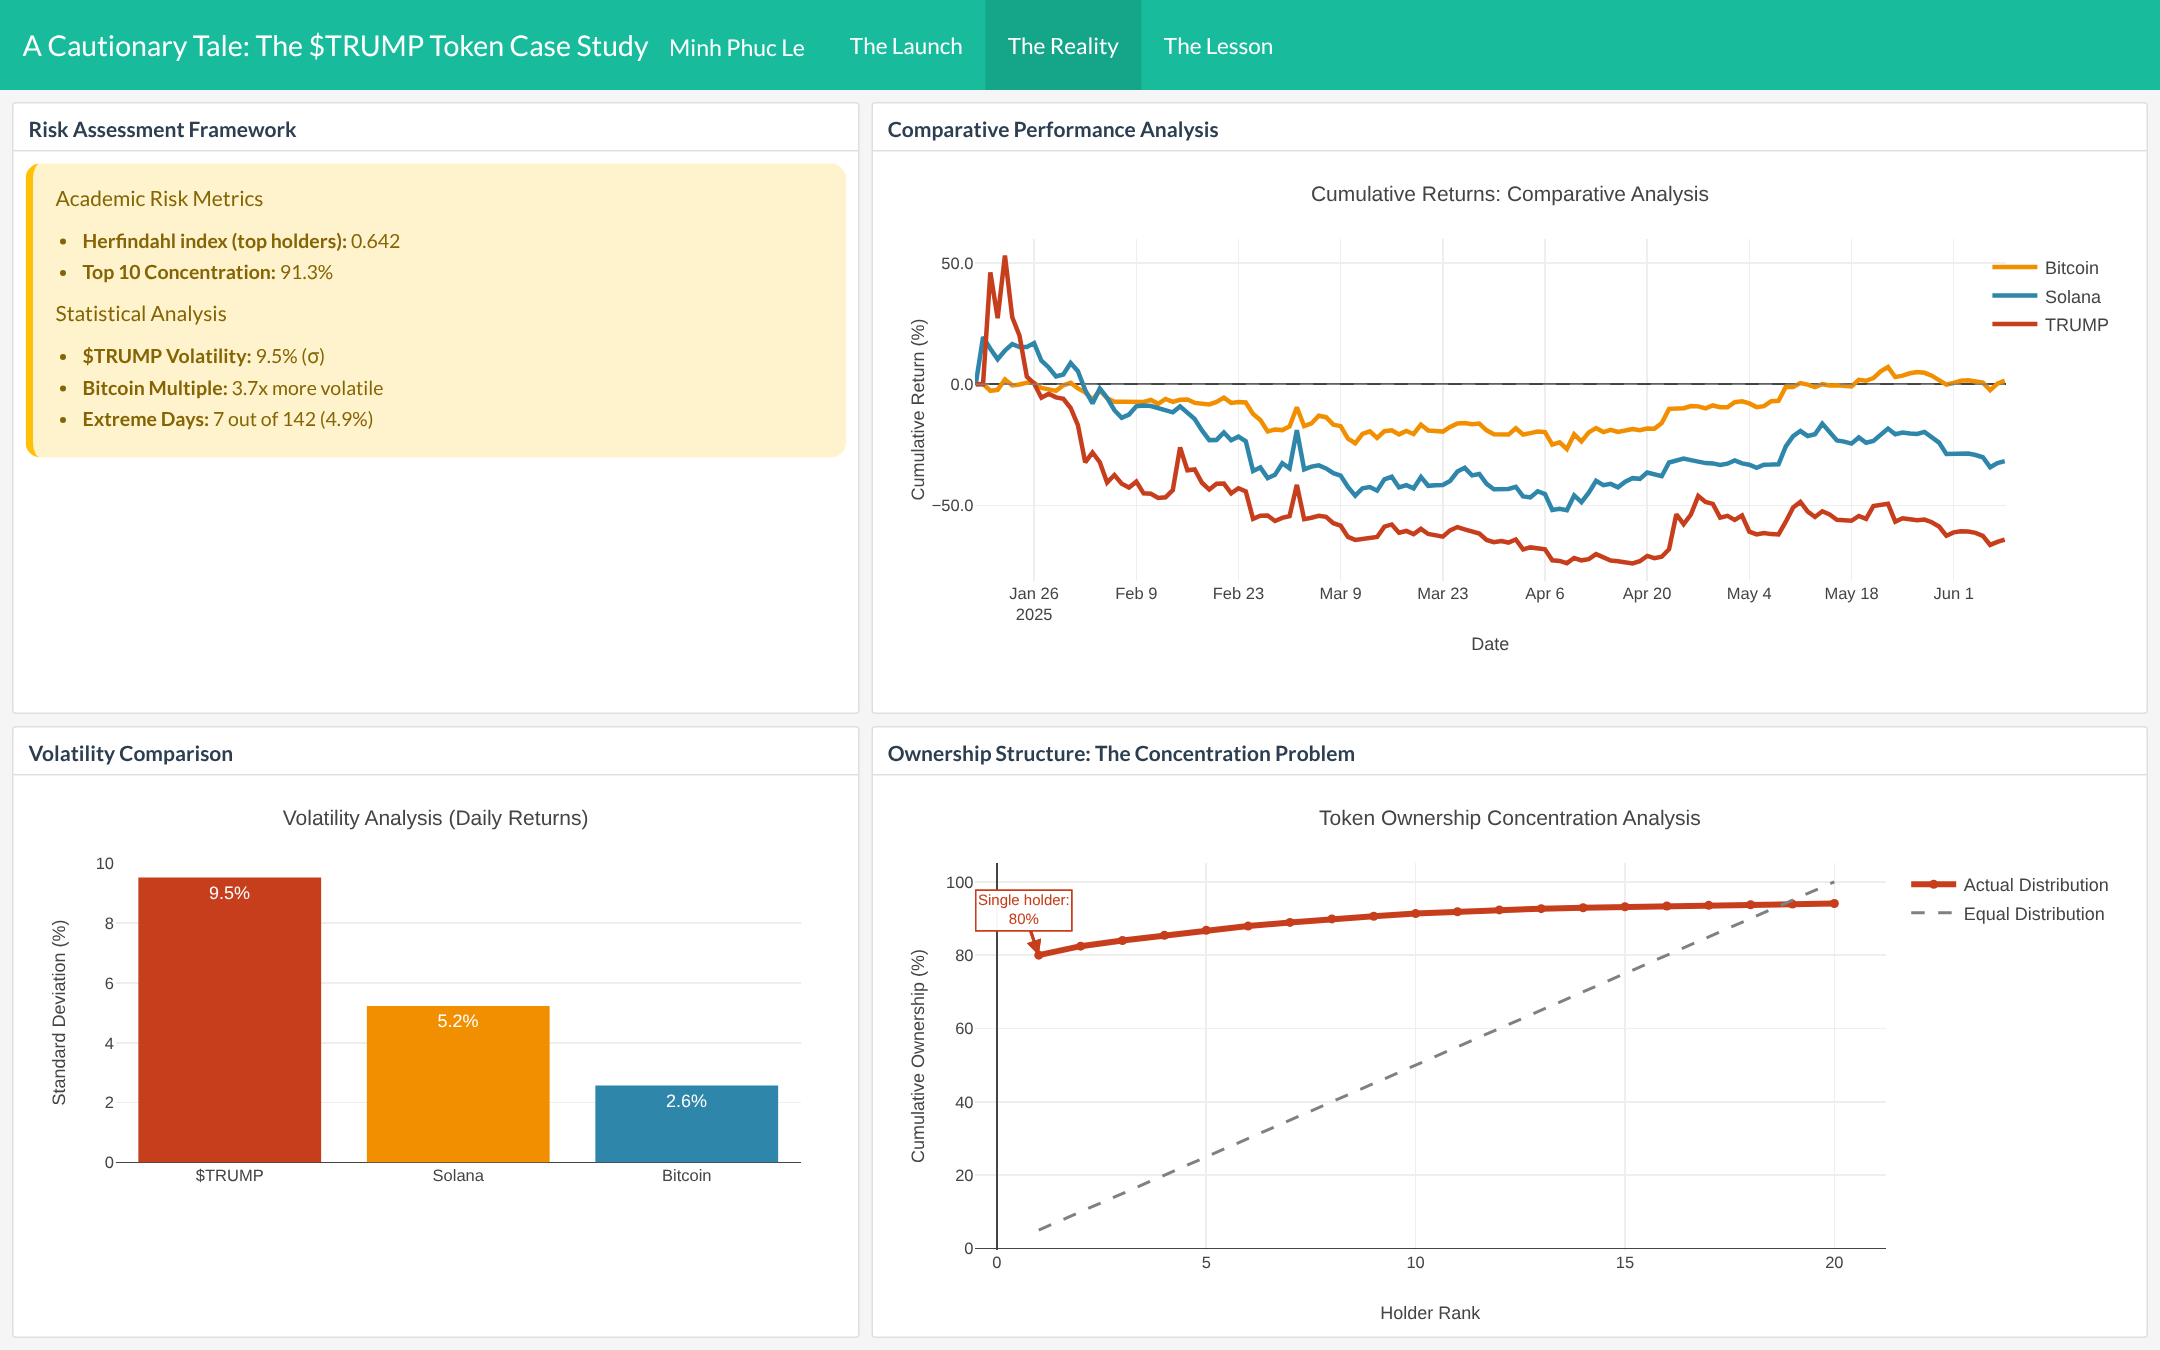 A Cautionary Tale: The $TRUMP Token Case Study Minh Phuc Le The Launch The Reality The Lesson
Risk Assessment Framework
Academic Risk Metrics
• Herfindahl index (top holders): 0.642
• Top 10 Concentration: 91.3%
Statistical Analysis
• $TRUMP Volatility: 9.5% (σ)
• Bitcoin Multiple: 3.7x more volatile
• Extreme Days: 7 out of 142 (4.9%)
Comparative Performance Analysis
Cumulative Returns: Comparative Analysis
Cumulative Return (%)
50.0
0.0
−50.0
Bitcoin
Solana
TRUMP
Jan 26 Feb 9 Feb 23 Mar 9 Mar 23 Apr 6 Apr 20 May 4 May 18 Jun 1
2025
Date
Volatility Comparison
Volatility Analysis (Daily Returns)
Standard Deviation (%)
10
8
6
4
2
0
9.5%
5.2%
2.6%
$TRUMP Solana Bitcoin
Ownership Structure: The Concentration Problem
Token Ownership Concentration Analysis
Cumulative Ownership (%)
100
80
60
40
20
0
Single holder:
80%
Actual Distribution
Equal Distribution
0 5 10 15 20
Holder Rank